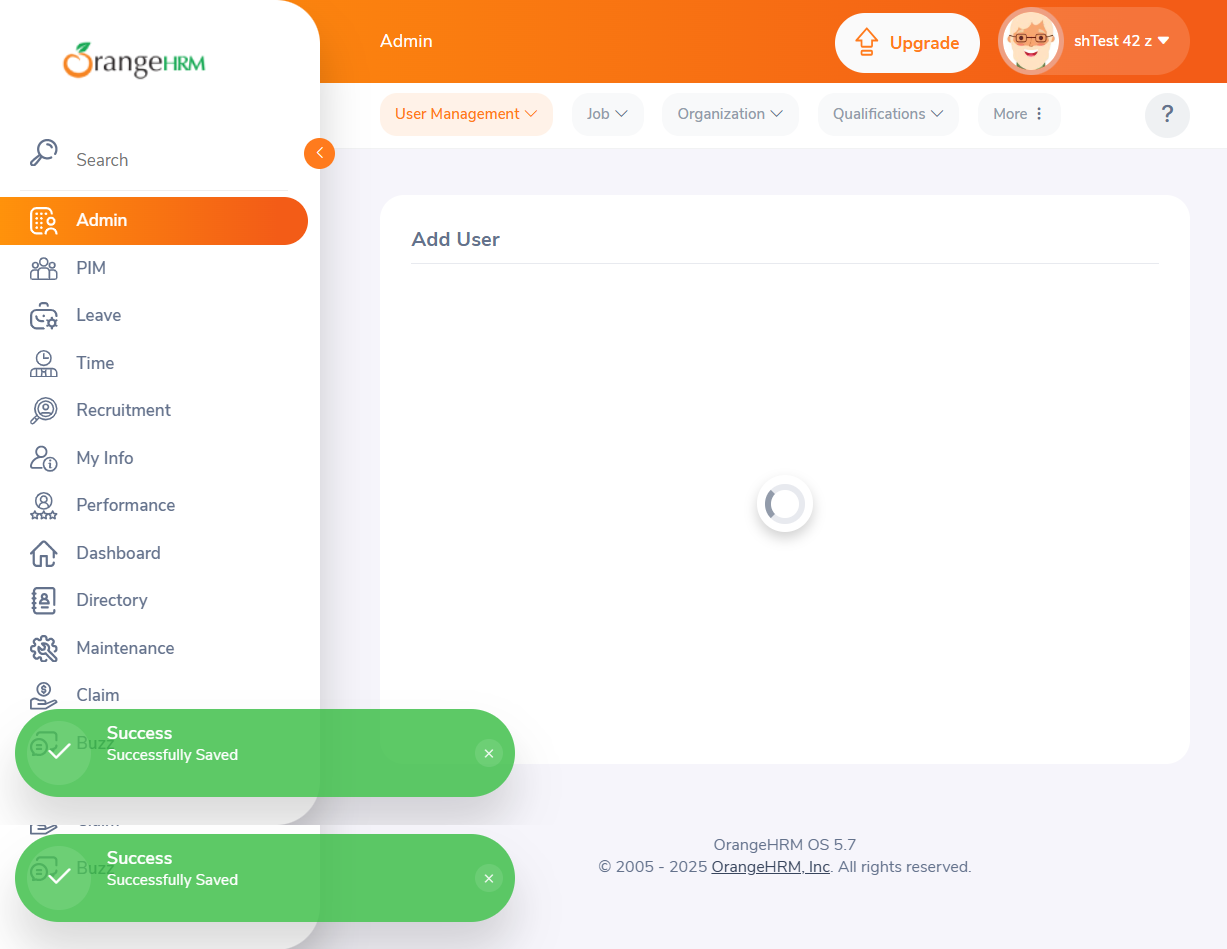 OrangeHRM
Admin
Upgrade
shTest 42 z
User Management
Job
Organization
Qualifications
More
?
Search
Admin
PIM
Leave
Time
Recruitment
My Info
Performance
Dashboard
Directory
Maintenance
Claim
Buzz
Add User
Success
Successfully Saved
Claim
Buzz
Success
Successfully Saved
OrangeHRM OS 5.7
© 2005 - 2025 OrangeHRM, Inc. All rights reserved.